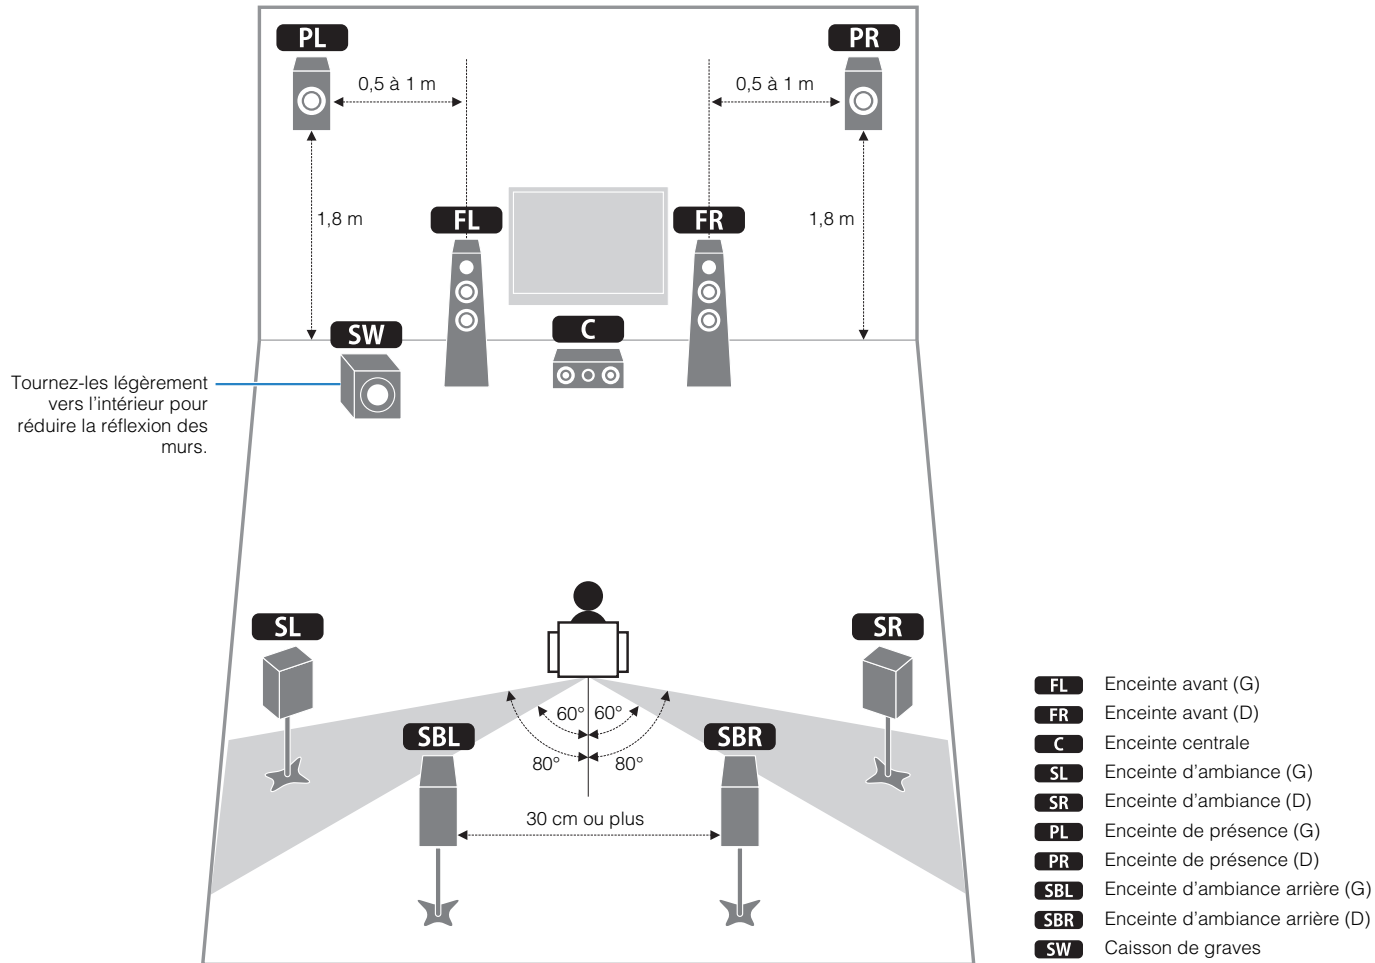 PL
PR
0,5 à 1 m
0,5 à 1 m
1,8 m
FL
FR
1,8 m
SW
C
Tournez-les légèrement
vers l'intérieur pour
réduire la réflexion des
murs.
SL
SR
60°
60°
SBL
SBR
80°
80°
30 cm ou plus
FL Enceinte avant (G)
FR Enceinte avant (D)
C Enceinte centrale
SL Enceinte d'ambiance (G)
SR Enceinte d'ambiance (D)
PL Enceinte de présence (G)
PR Enceinte de présence (D)
SBL Enceinte d'ambiance arrière (G)
SBR Enceinte d'ambiance arrière (D)
SW Caisson de graves